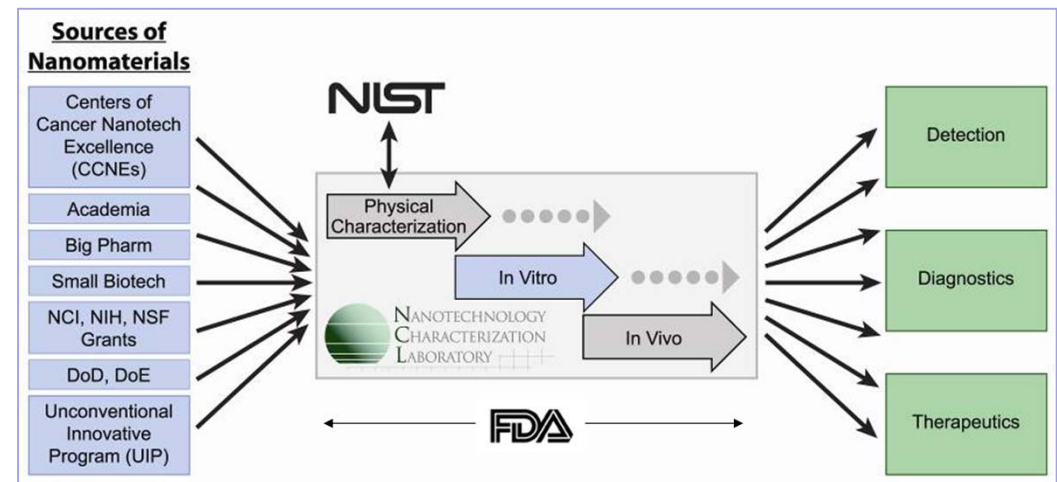 Sources of
Nanomaterials
Centers of
Cancer Nanotech
Excellence
(CCNEs)
Academia
Big Pharm
Small Biotech
NCI, NIH, NSF
Grants
DoD, DoE
Unconventional
Innovative
Program (UIP)
NIST
Physical
Characterization
In Vitro
In Vivo
NANOTECHNOLOGY
CHARACTERIZATION
LABORATORY
FDA
Detection
Diagnostics
Therapeutics